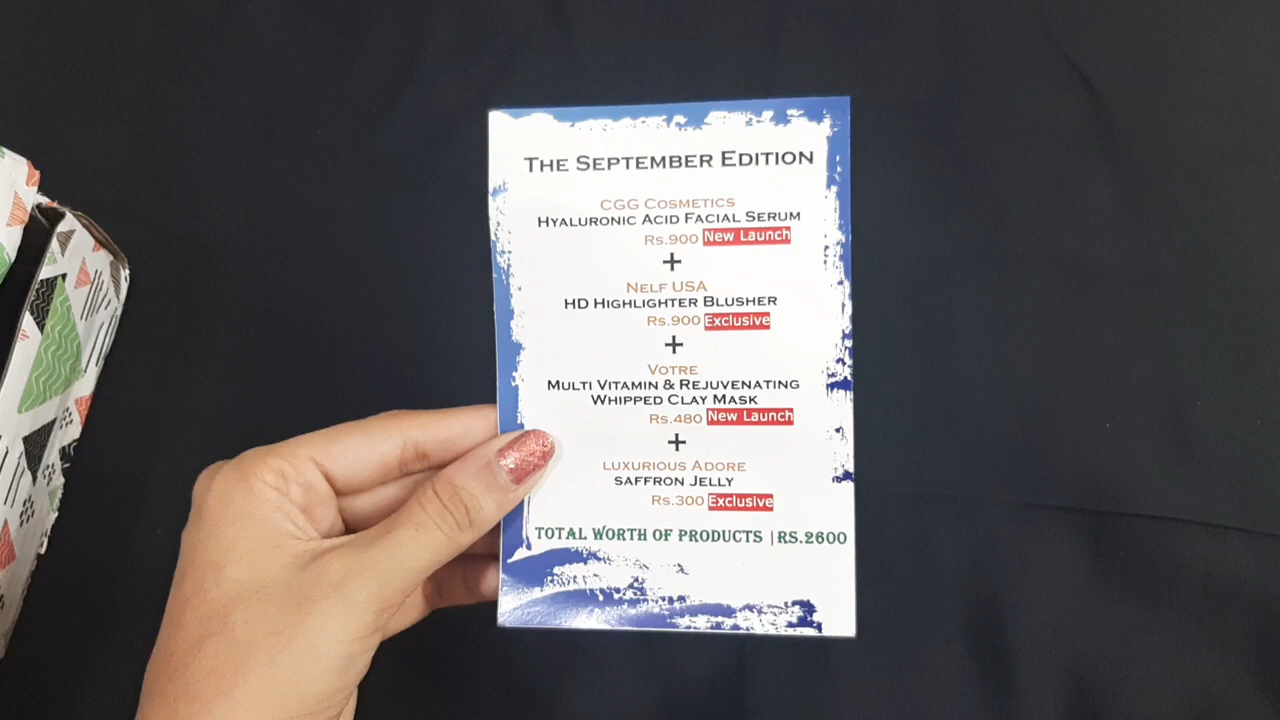 THE SEPTEMBER EDITION
CGG COSMETICS
HYALURONIC ACID FACIAL SERUM
RS.900 New Launch
+
NELF USA
HD HIGHLIGHTER BLUSHER
RS.900 Exclusive
+
VOTRE
MULTI VITAMIN & REJUVENATING
WHIPPED CLAY MASK
RS.480 New Launch
+
LUXURIOUS ADORE
SAFFRON JELLY
RS.300 Exclusive
TOTAL WORTH OF PRODUCTS |RS.2600